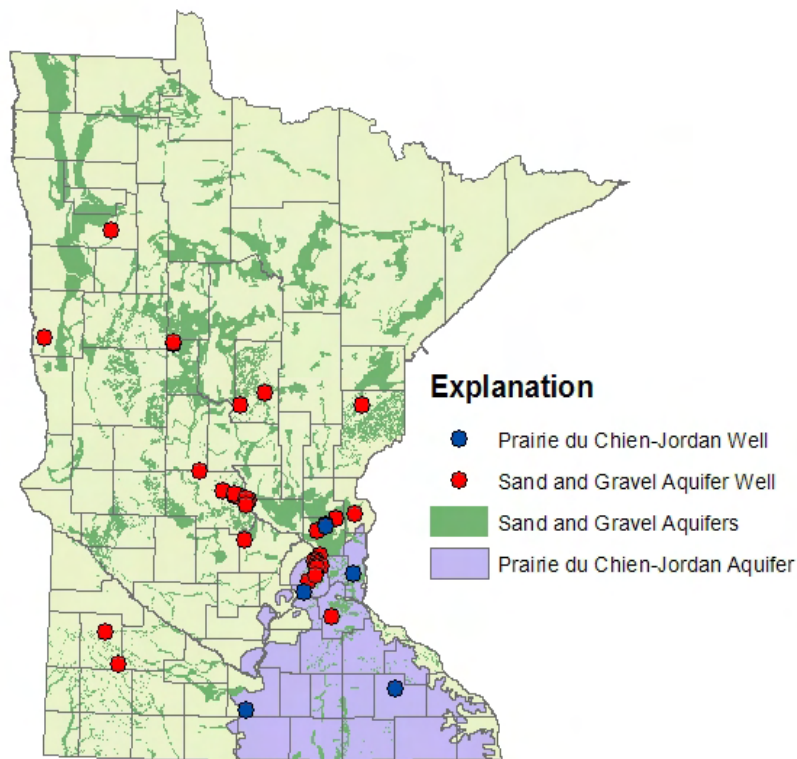 Explanation
Prairie du Chien-Jordan Well
Sand and Gravel Aquifer Well
Sand and Gravel Aquifers
Prairie du Chien-Jordan Aquifer